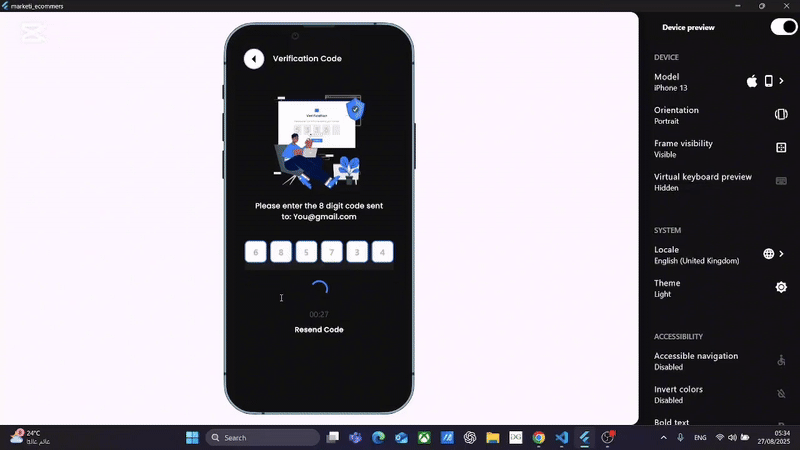 marketi_ecommers
Verification Code
Please enter the 8 digit code sent
to: You@gmail.com
6 8 5 7 3 4
00:27
Resend Code
Device preview
DEVICE
Model
iPhone 13
Orientation
Portrait
Frame visibility
Visible
Virtual keyboard preview
Hidden
SYSTEM
Locale
English (United Kingdom)
Theme
Light
ACCESSIBILITY
Accessible navigation
Disabled
Invert colors
Disabled
Bold text
24°C
Search
ENG
05:34
27/08/2025